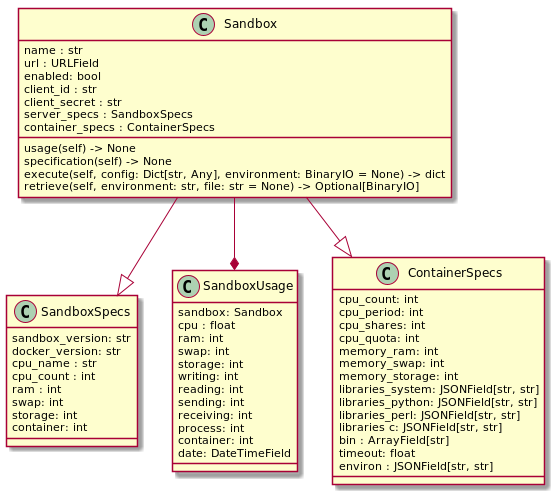 C Sandbox
name : str
url : URLField
enabled: bool
client_id : str
client_secret : str
server_specs : SandboxSpecs
container_specs : ContainerSpecs
usage(self) -> None
specification(self) -> None
execute(self, config: Dict[str, Any], environment: BinaryIO = None) -> dict
retrieve(self, environment: str, file: str = None) -> Optional[BinaryIO]
C SandboxSpecs
sandbox_version: str
docker_version: str
cpu_name : str
cpu_count : int
ram : int
swap: int
storage: int
container: int
C SandboxUsage
sandbox: Sandbox
cpu : float
ram: int
swap: int
storage: int
writing: int
reading: int
sending: int
receiving: int
process: int
container: int
date: DateTimeField
C ContainerSpecs
cpu_count: int
cpu_period: int
cpu_shares: int
cpu_quota: int
memory_ram: int
memory_swap: int
memory_storage: int
libraries_system: JSONField[str, str]
libraries_python: JSONField[str, str]
libraries_perl: JSONField[str, str]
libraries c: JSONField[str, str]
bin : ArrayField[str]
timeout: float
environ : JSONField[str, str]